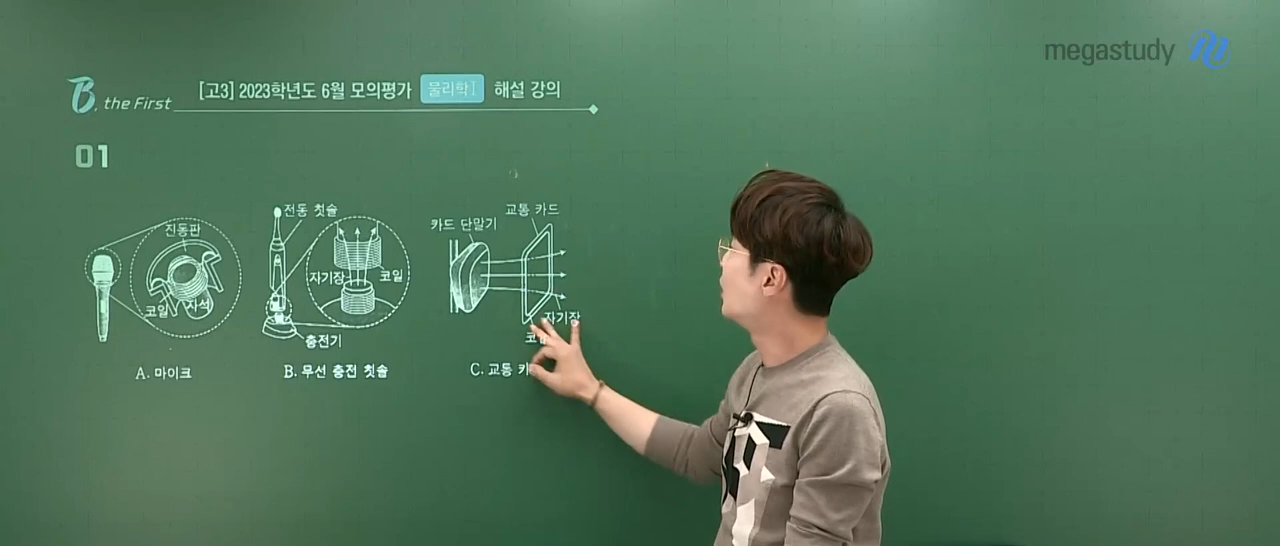 megastudy
B. the First
[고3] 2023학년도 6월 모의평가 물리학Ⅰ 해설 강의
01
진동판
코일
자석
A. 마이크
전동 칫솔
자기장
코일
충전기
B. 무선 충전 칫솔
카드 단말기
교통 카드
자기장
C. 교통